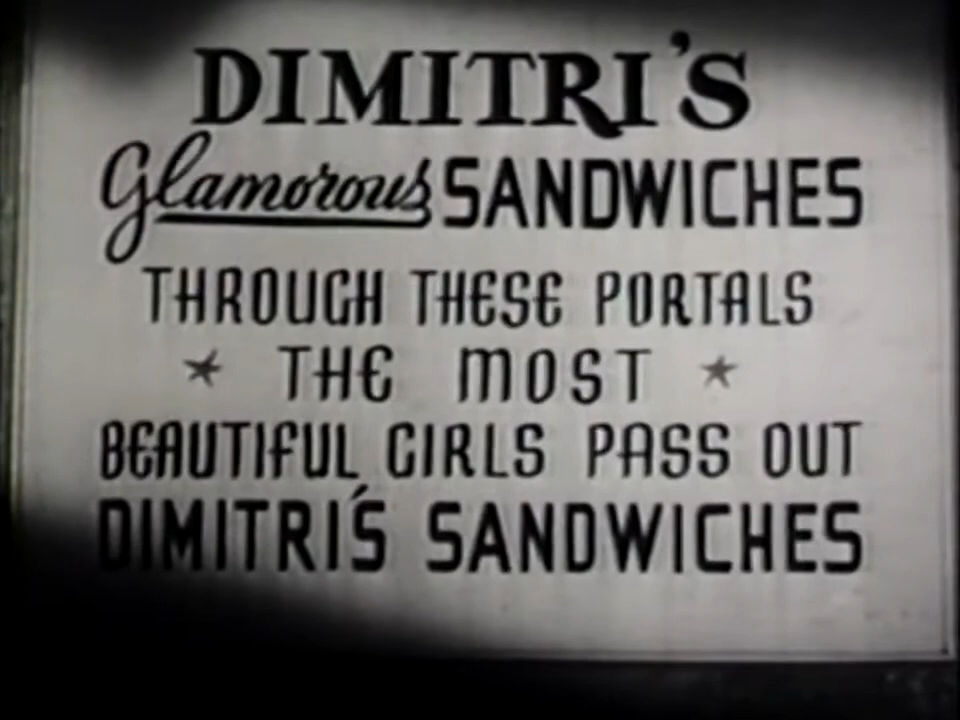 DIMITRI'S
Glamorous SANDWICHES
THROUGH THESE PORTALS
* THE MOST *
BEAUTIFUL GIRLS PASS OUT
DIMITRI'S SANDWICHES